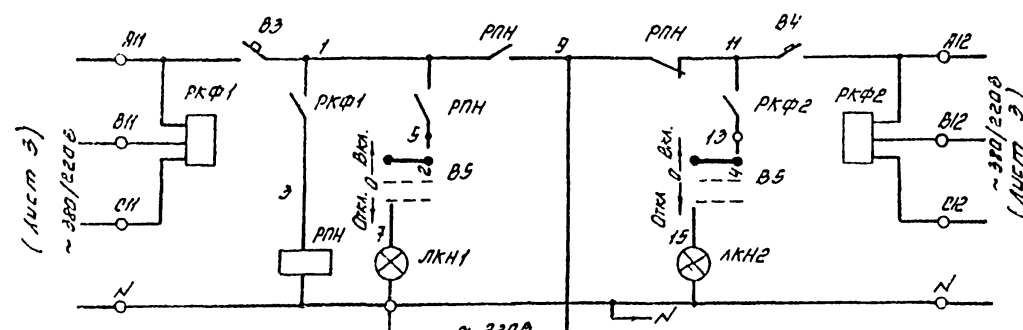 А11
В3
1
РПН
9
РПН
11
В4
А12
РКФ1
РКФ1
РПН
РКФ2
РКФ2
В11
5
13
В12
(лист 3)
~380/220В
Откл. 0 Вкл.
2
В5
Откл 0 Вкл.
4
В5
~380/220В
(лист 3)
3
С11
7
15
С12
РПН
ЛКН1
ЛКН2
N
N
N
~220В